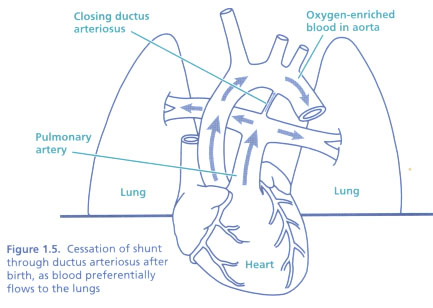 Closing ductus
arteriosus
Oxygen-enriched
blood in aorta
Pulmonary
artery
Lung
Lung
Heart
Figure 1.5. Cessation of shunt
through ductus arteriosus after
birth, as blood preferentially
flows to the lungs